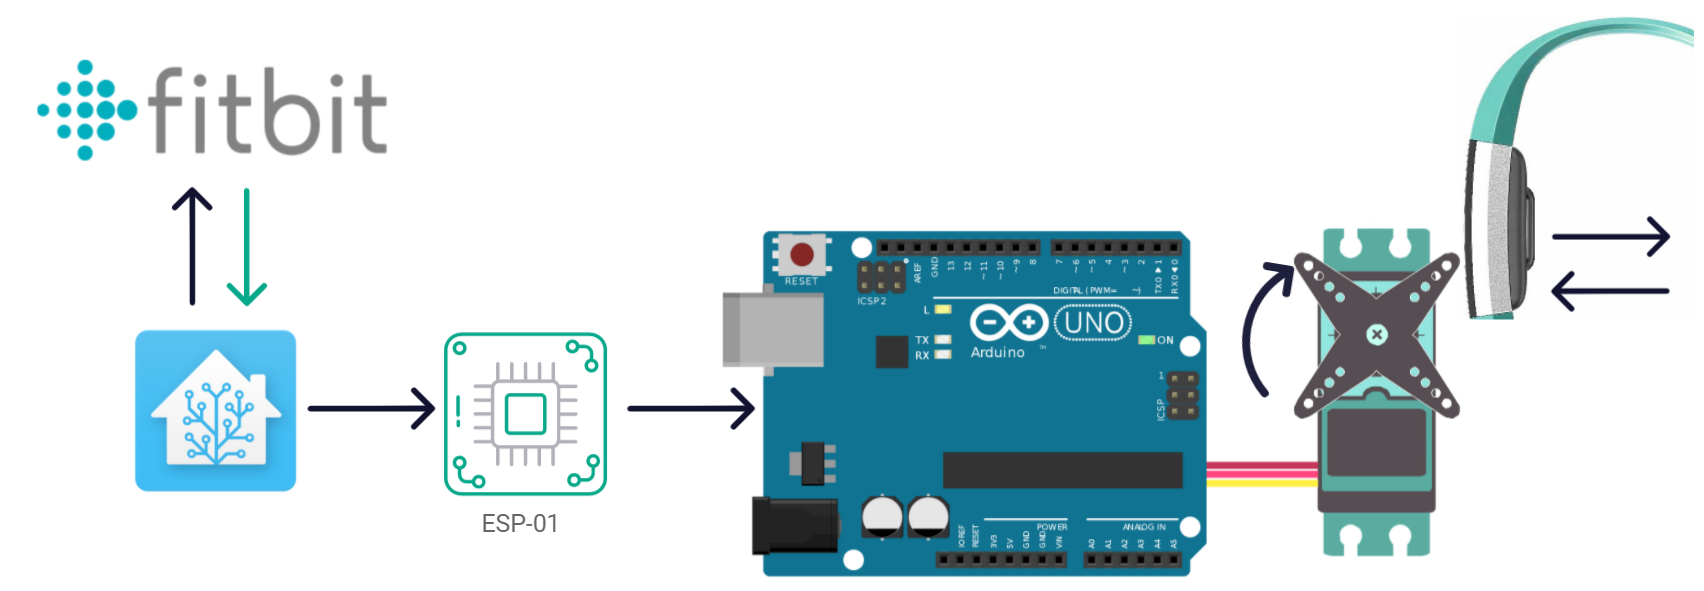 fitbit
ESP-01
RESET
ICSP2
AREF
GND
13
12
~11
~10
~9
8
7
~6
~5
4
~3
2
TX0▶1
RX0◀0
DIGITAL (PWM=
L
TX
RX
UNO
Arduino
TM
ON
1
ICSP
IOREF
RESET
3V3
5V
GND
GND
VIN
POWER
ANALOG IN
A0
A1
A2
A3
A4
A5